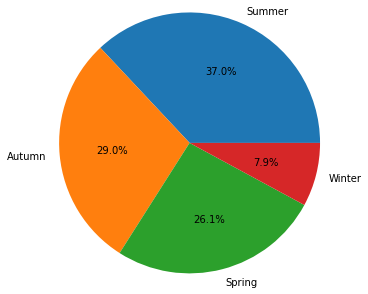 Summer
37.0%
Autumn
29.0%
7.9%
Winter
26.1%
Spring